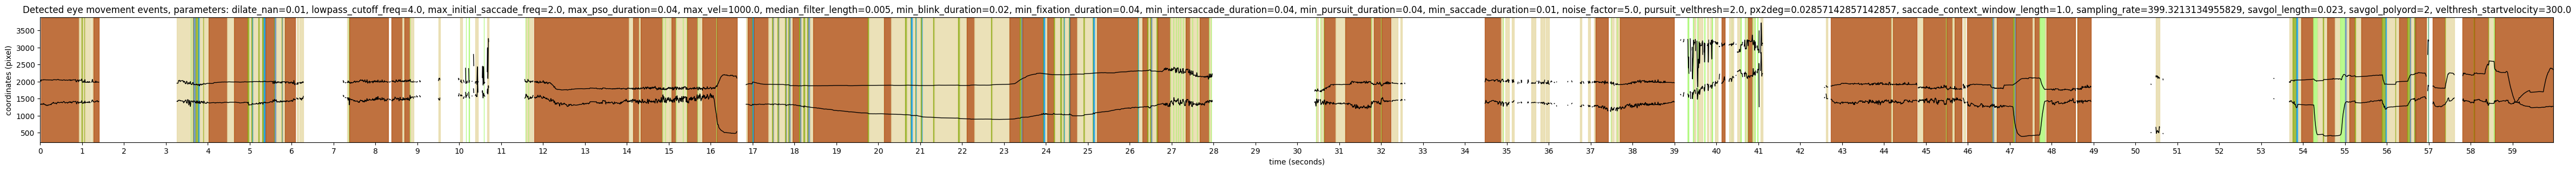 Detected eye movement events, parameters: dilate_nan=0.01, lowpass_cutoff_freq=4.0, max_initial_saccade_freq=2.0, max_pso_duration=0.04, max_vel=1000.0, median_filter_length=0.005, min_blink_duration=0.02, min_fixation_duration=0.04, min_intersaccade_duration=0.04, min_pursuit_duration=0.04, min_saccade_duration=0.01, noise_factor=5.0, pursuit_velthresh=2.0, px2deg=0.02857142857142857, saccade_context_window_length=1.0, sampling_rate=399.3213134955829, savgol_length=0.023, savgol_polyord=2, velthresh_startvelocity=300.0
coordinates (pixel)
3500
3000
2500
2000
1500
1000
500
0 1 2 3 4 5 6 7 8 9 10 11 12 13 14 15 16 17 18 19 20 21 22 23 24 25 26 27 28 29 30 31 32 33 34 35 36 37 38 39 40 41 42 43 44 45 46 47 48 49 50 51 52 53 54 55 56 57 58 59
time (seconds)